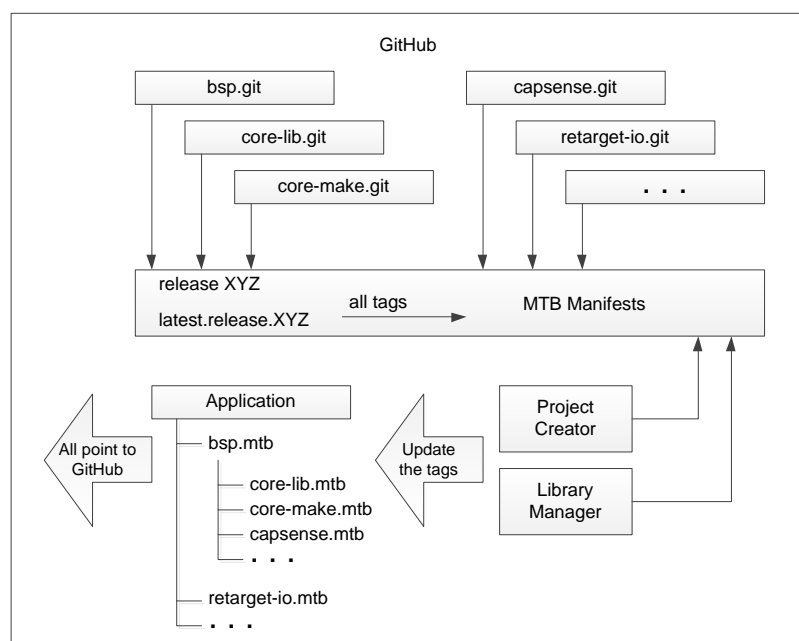 GitHub
bsp.git
capsense.git
core-lib.git
retarget-io.git
core-make.git
. . .
release XYZ
latest.release.XYZ
all tags
MTB Manifests
Application
Project
Creator
All point to
GitHub
bsp.mtb
Update
the tags
core-lib.mtb
core-make.mtb
capsense.mtb
. . .
Library
Manager
retarget-io.mtb
. . .